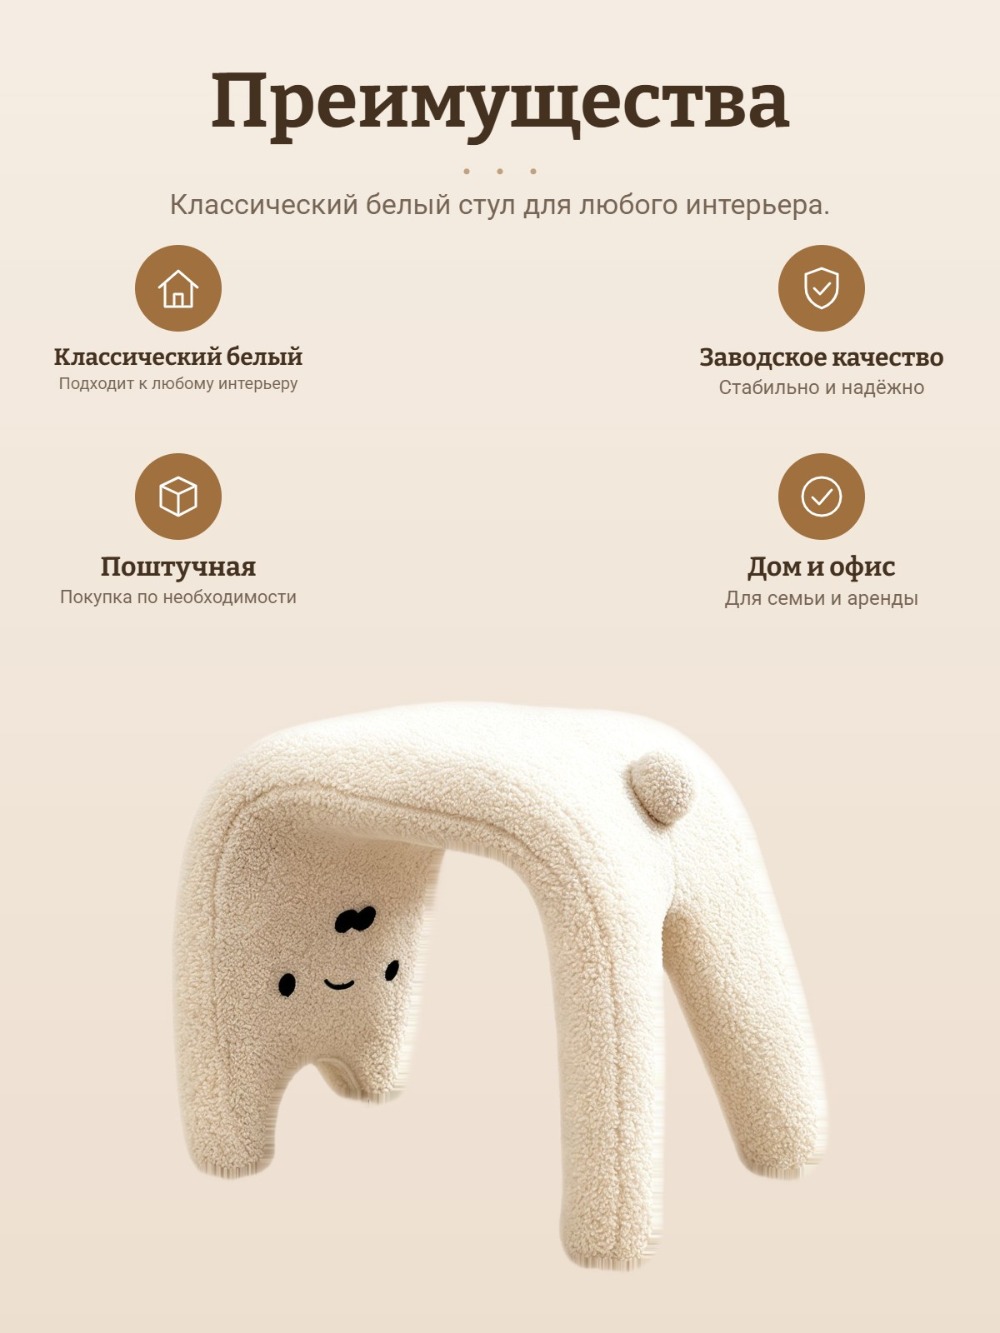 Преимущества
Классический белый стул для любого интерьера.
Классический белый
Подходит к любому интерьеру
Заводское качество
Стабильно и надёжно
Поштучная
Покупка по необходимости
Дом и офис
Для семьи и аренды